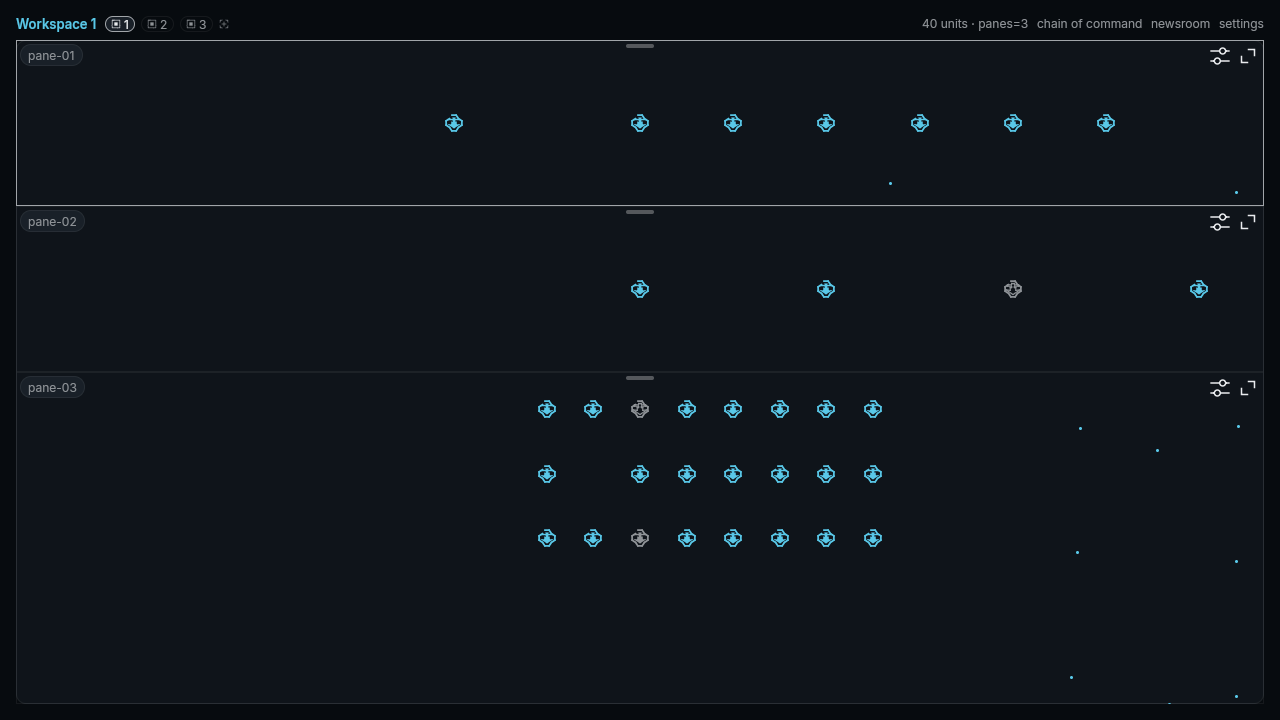 Workspace 1 1 2 3 40 units · panes=3 chain of command newsroom settings
pane-01
pane-02
pane-03